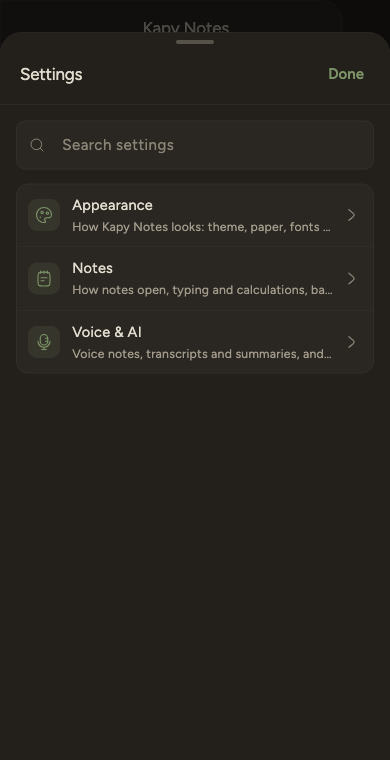 Kapy Notes
Settings
Done
Search settings
Appearance
How Kapy Notes looks: theme, paper, fonts ...
Notes
How notes open, typing and calculations, ba...
Voice & AI
Voice notes, transcripts and summaries, and...